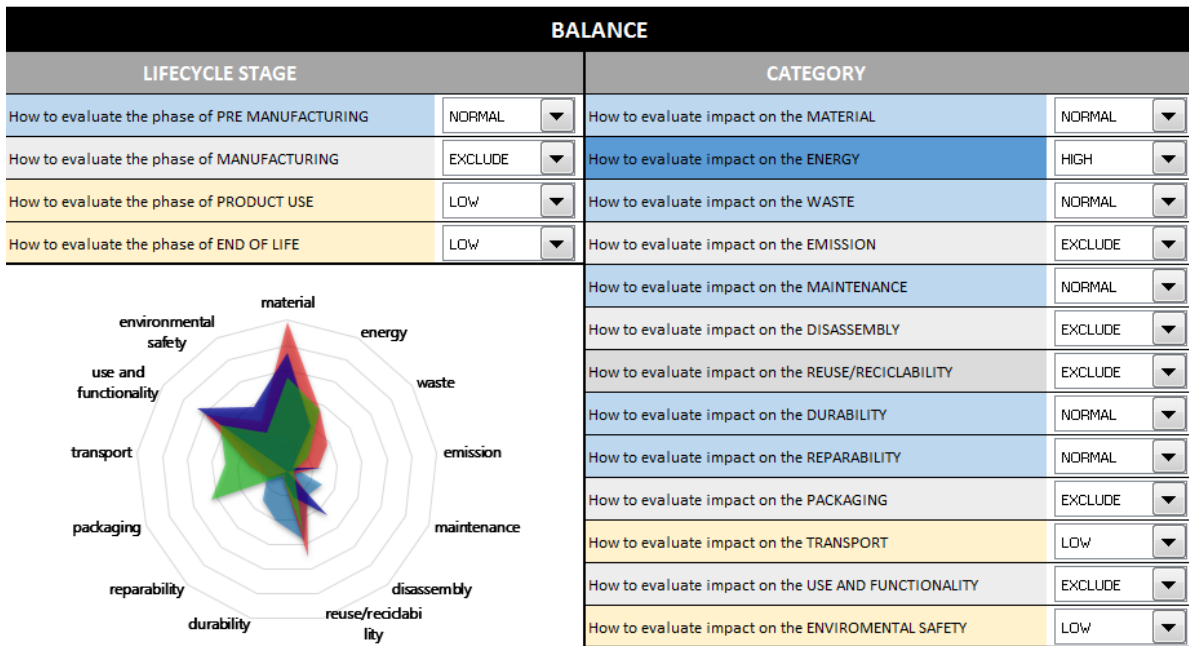 BALANCE
LIFECYCLE STAGE
How to evaluate the phase of PRE MANUFACTURING NORMAL
How to evaluate the phase of MANUFACTURING EXCLUDE
How to evaluate the phase of PRODUCT USE LOW
How to evaluate the phase of END OF LIFE LOW
CATEGORY
How to evaluate impact on the MATERIAL NORMAL
How to evaluate impact on the ENERGY HIGH
How to evaluate impact on the WASTE NORMAL
How to evaluate impact on the EMISSION EXCLUDE
How to evaluate impact on the MAINTENANCE NORMAL
How to evaluate impact on the DISASSEMBLY EXCLUDE
How to evaluate impact on the REUSE/RECICLABILITY EXCLUDE
How to evaluate impact on the DURABILITY NORMAL
How to evaluate impact on the REPARABILITY NORMAL
How to evaluate impact on the PACKAGING EXCLUDE
How to evaluate impact on the TRANSPORT LOW
How to evaluate impact on the USE AND FUNCTIONALITY EXCLUDE
How to evaluate impact on the ENVIROMENTAL SAFETY LOW
material
energy
waste
emission
maintenance
disassembly
reuse/reciclabi
lity
durability
reparability
packaging
transport
use and
functionality
environmental
safety